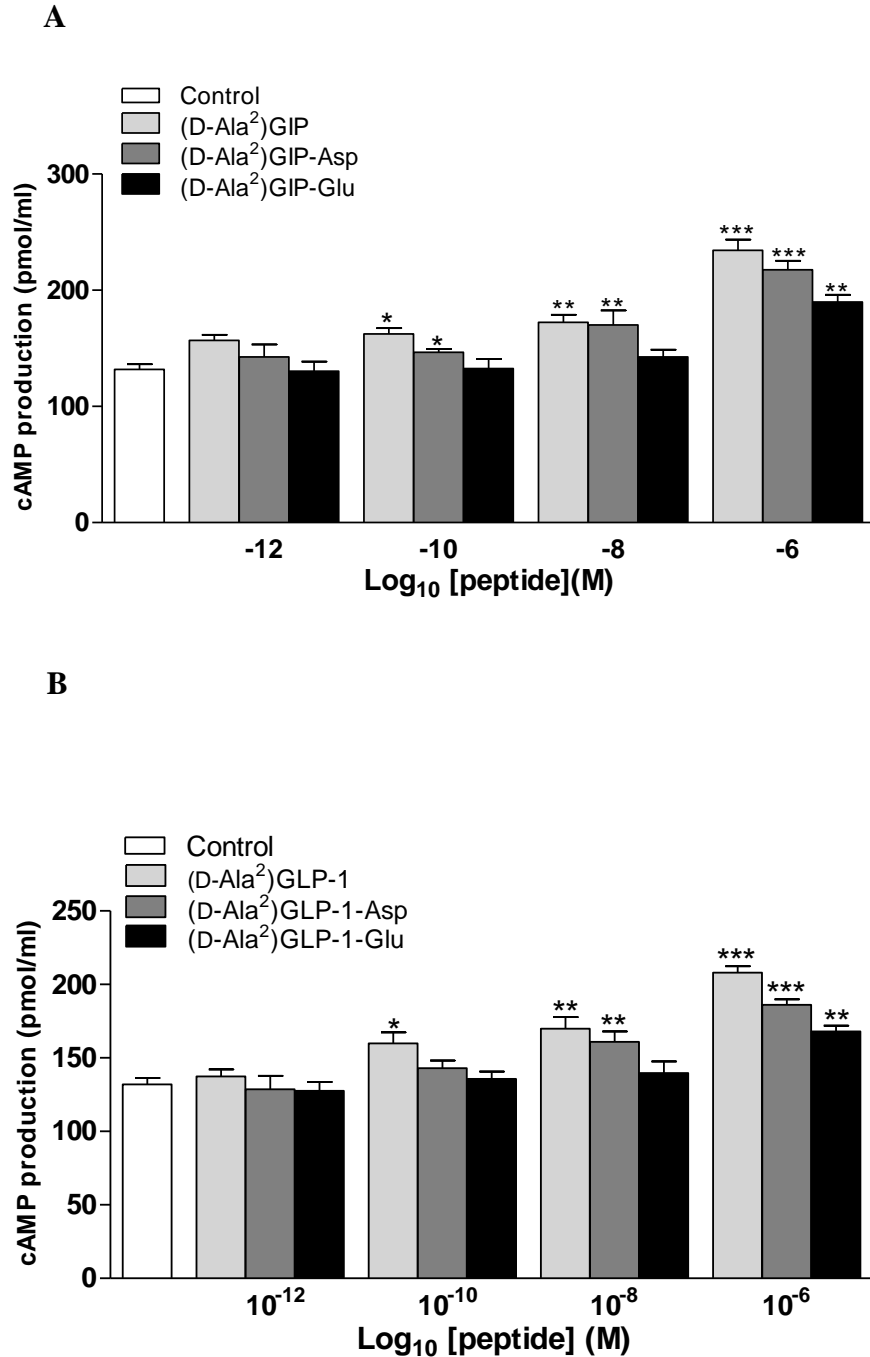 A
Control
(D-Ala²)GIP
(D-Ala²)GIP-Asp
(D-Ala²)GIP-Glu
cAMP production (pmol/ml)
300
200
100
0
*** *** **
** **
* *
-12 -10 -8 -6
Log₁₀ [peptide](M)
B
Control
(D-Ala²)GLP-1
(D-Ala²)GLP-1-Asp
(D-Ala²)GLP-1-Glu
cAMP production (pmol/ml)
250
200
150
100
50
0
*** *** **
** **
*
10⁻¹² 10⁻¹⁰ 10⁻⁸ 10⁻⁶
Log₁₀ [peptide] (M)